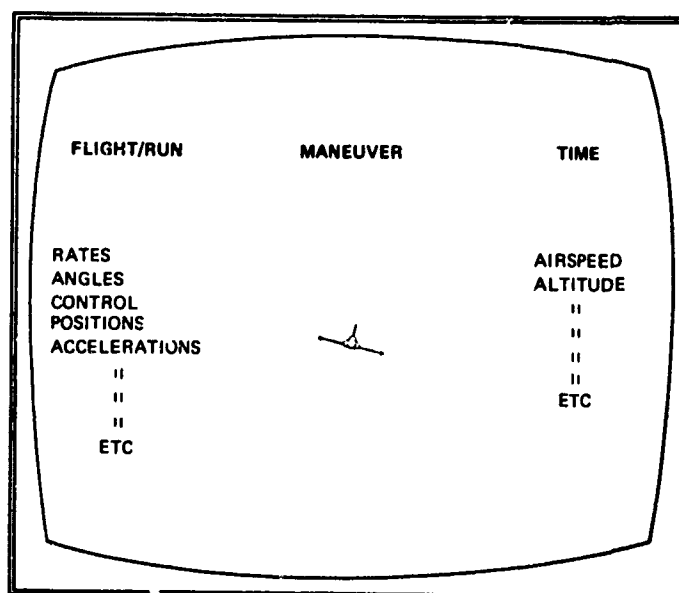 FLIGHT/RUN MANEUVER TIME
RATES
ANGLES
CONTROL
POSITIONS
ACCELERATIONS
"
"
"
ETC
AIRSPEED
ALTITUDE
"
"
"
"
ETC